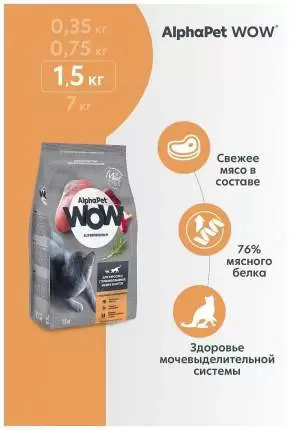 0,35 кг
0,75 кг
1,5 кг
7 кг
AlphaPet WOW®
Свежее
мясо в
составе
76%
мясного
белка
Здоровье
мочевыделительной
системы
AlphaPet
WOW
SUPERPREMIUM